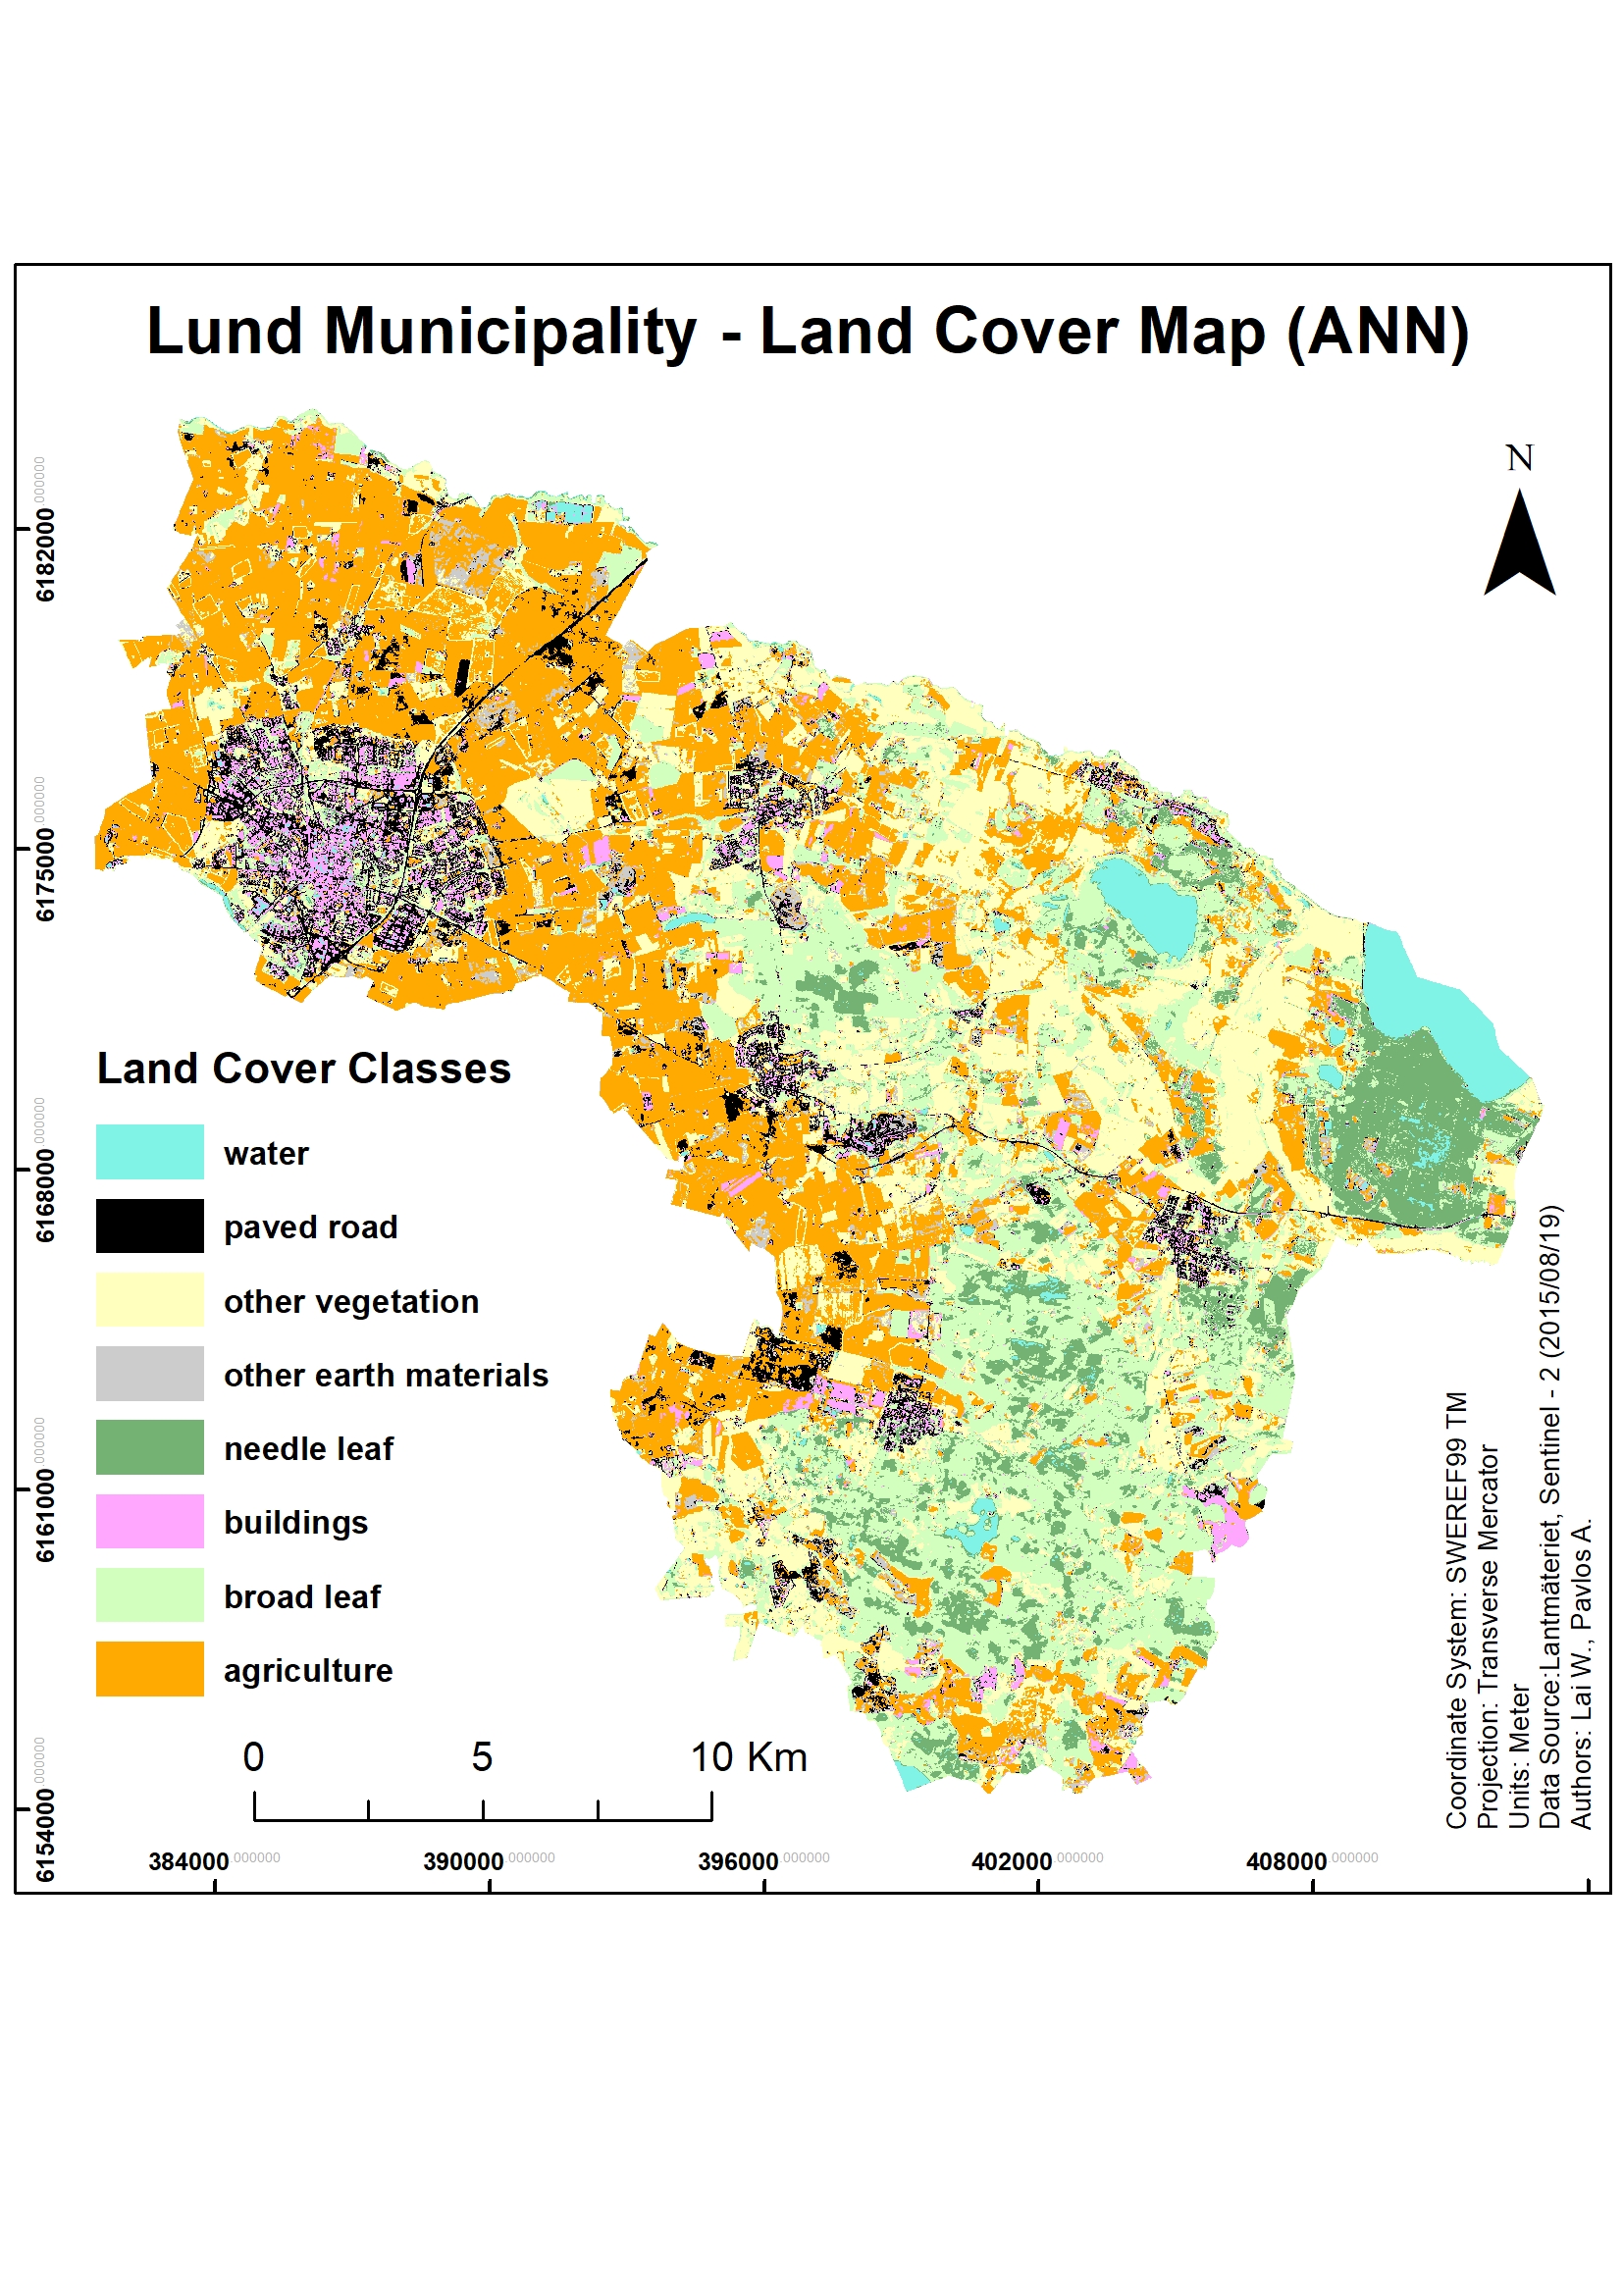 Lund Municipality - Land Cover Map (ANN)
N
6182000.000000
6175000.000000
6168000.000000
6161000.000000
6154000.000000
Land Cover Classes
water
paved road
other vegetation
other earth materials
needle leaf
buildings
broad leaf
agriculture
0 5 10 Km
384000.000000 390000.000000 396000.000000 402000.000000 408000.000000
Coordinate System: SWEREF99 TM
Projection: Transverse Mercator
Units: Meter
Data Source:Lantmäteriet, Sentinel - 2 (2015/08/19)
Authors: Lai W., Pavlos A.